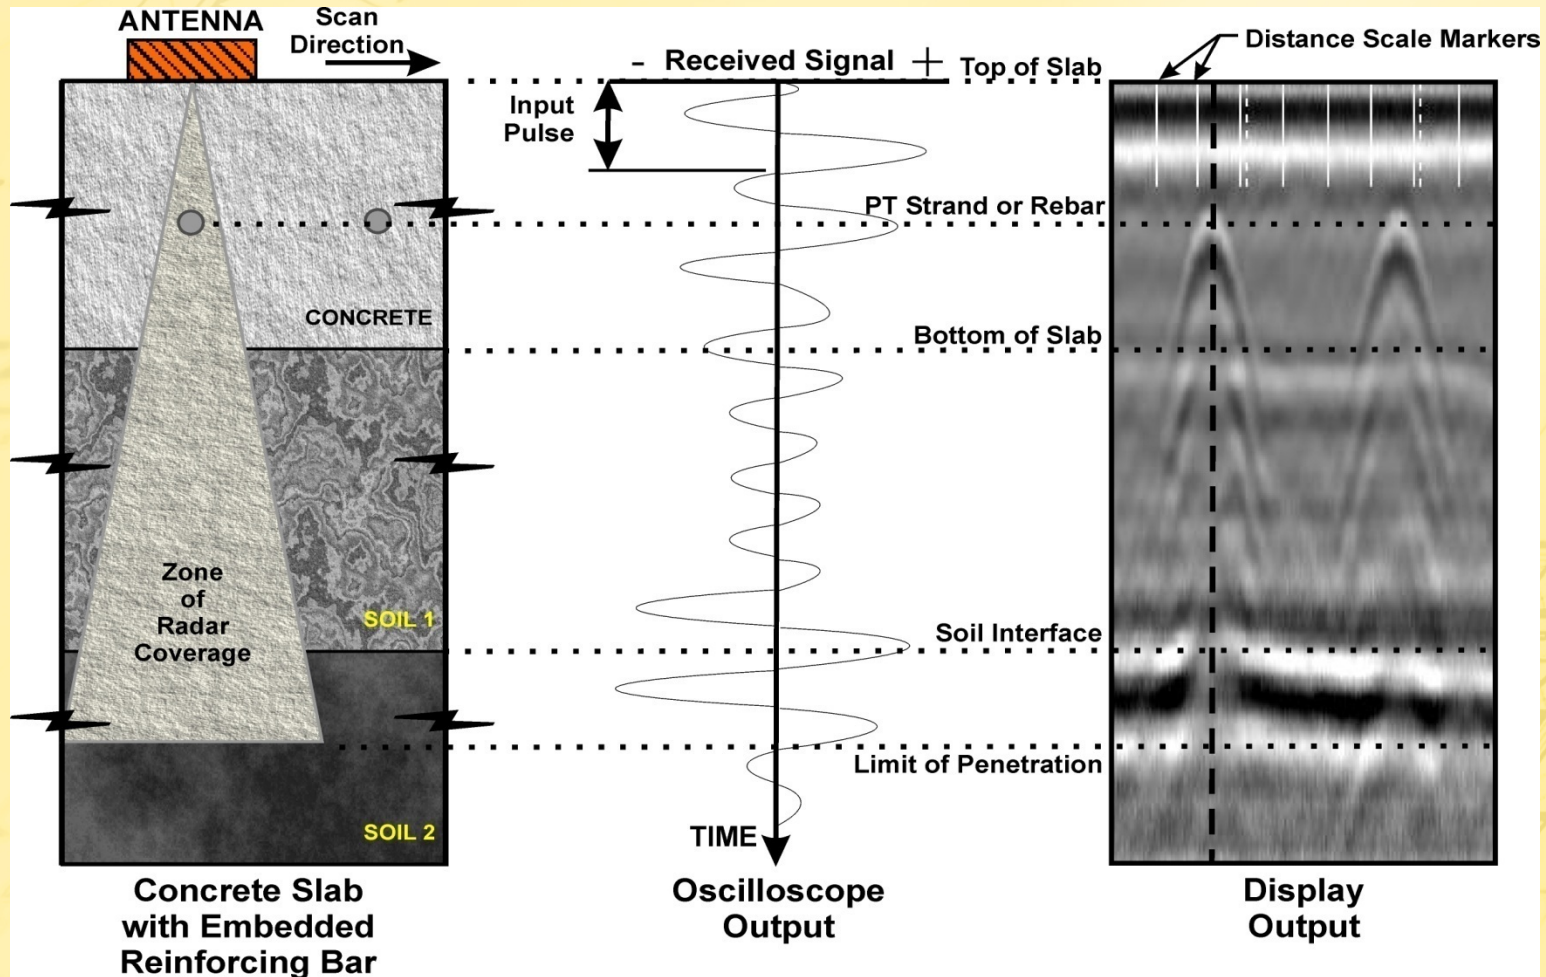 ANTENNA
Scan
Direction
- Received Signal +
Input
Pulse
Top of Slab
Distance Scale Markers
PT Strand or Rebar
CONCRETE
Bottom of Slab
Zone
of
Radar
Coverage
SOIL 1
Soil Interface
Limit of Penetration
SOIL 2
TIME
Concrete Slab
with Embedded
Reinforcing Bar
Oscilloscope
Output
Display
Output